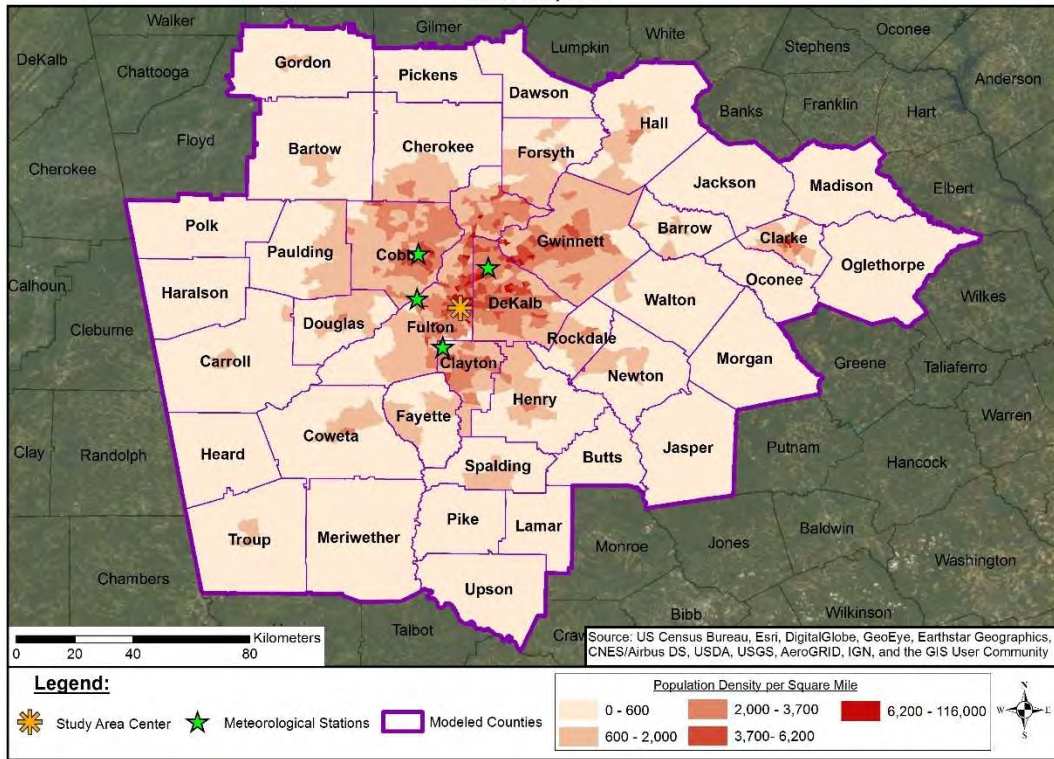 Walker
Gilmer
White
Oconee
Lumpkin
Stephens
DeKalb
Chattooga
Gordon
Pickens
Dawson
Anderson
Banks
Franklin
Hart
Hall
Floyd
Bartow
Cherokee
Forsyth
Cherokee
Jackson
Madison
Elbert
Polk
Paulding
Cobb
Gwinnett
Barrow
Clarke
Oglethorpe
Oconee
Calhoun
Haralson
DeKalb
Walton
Wilkes
Cleburne
Douglas
Fulton
Rockdale
Carroll
Clayton
Newton
Morgan
Greene
Taliaferro
Henry
Fayette
Coweta
Warren
Clay
Randolph
Heard
Spalding
Butts
Jasper
Putnam
Hancock
Troup
Meriwether
Pike
Lamar
Monroe
Jones
Baldwin
Washington
Chambers
Upson
Bibb
Wilkinson
Talbot
Kilometers
0 20 40 80
Source: US Census Bureau, Esri, DigitalGlobe, GeoEye, Earthstar Geographics,
CNES/Airbus DS, USDA, USGS, AeroGRID, IGN, and the GIS User Community
Legend:
Study Area Center
Meteorological Stations
Modeled Counties
Population Density per Square Mile
0 - 600
2,000 - 3,700
6,200 - 116,000
600 - 2,000
3,700- 6,200
N
W E
S